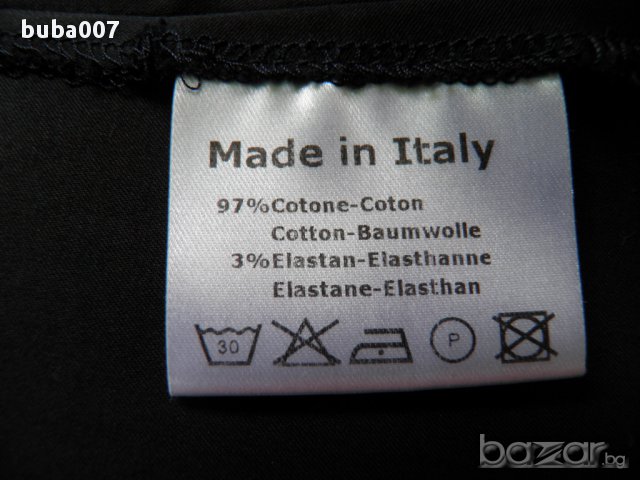 buba007
Made in Italy
97%Cotone-Coton
Cotton-Baumwolle
3%Elastan-Elasthanne
Elastane-Elasthan
30
P
bazar.bg